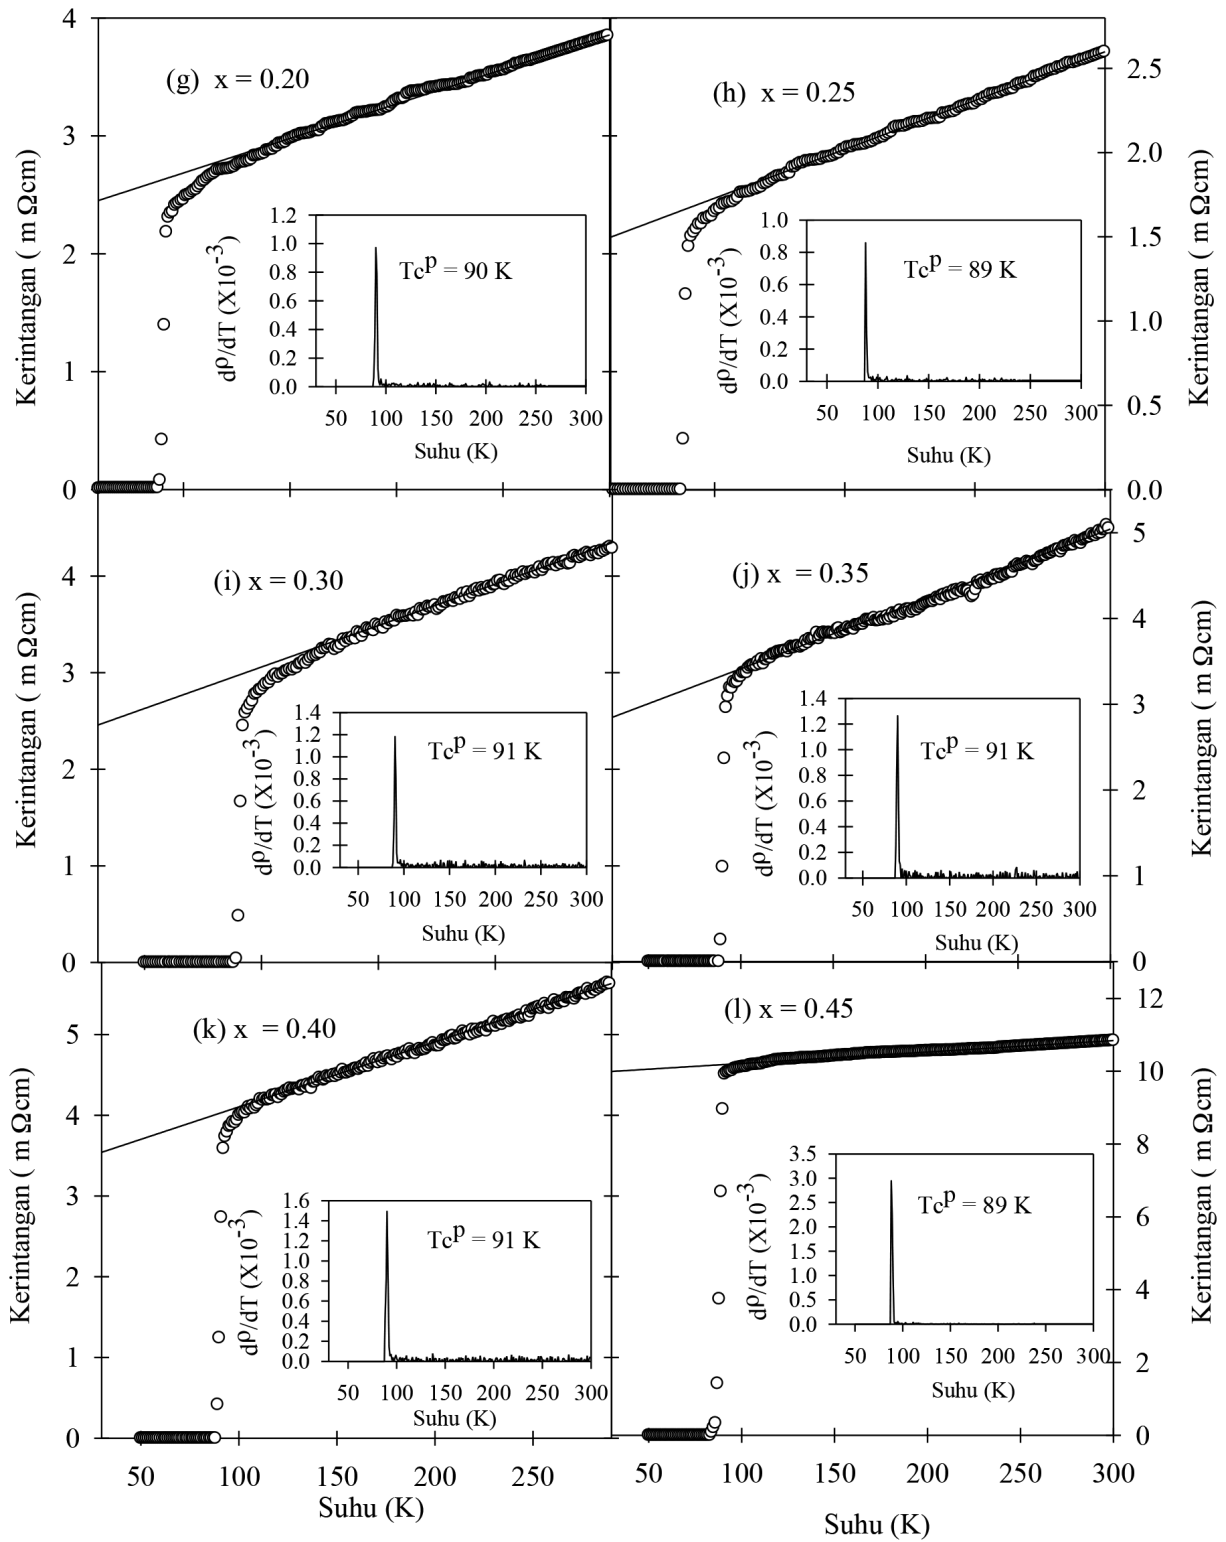 (g) x = 0.20
Kerintangan ( m Ωcm)
4
3
2
1
0
dρ/dT (X10⁻³)
1.2
1.0
0.8
0.6
0.4
0.2
0.0
Tcᵖ = 90 K
50 100 150 200 250 300
Suhu (K)
(h) x = 0.25
Kerintangan ( m Ωcm)
2.5
2.0
1.5
1.0
0.5
0.0
dρ/dT (X10⁻³)
1.0
0.8
0.6
0.4
0.2
0.0
Tcᵖ = 89 K
50 100 150 200 250 300
Suhu (K)
(i) x = 0.30
Kerintangan ( m Ωcm)
4
3
2
1
0
dρ/dT (X10⁻³)
1.4
1.2
1.0
0.8
0.6
0.4
0.2
0.0
Tcᵖ = 91 K
50 100 150 200 250 300
Suhu (K)
(j) x = 0.35
Kerintangan ( m Ωcm)
5
4
3
2
1
0
dρ/dT (X10⁻³)
1.4
1.2
1.0
0.8
0.6
0.4
0.2
0.0
Tcᵖ = 91 K
50 100 150 200 250 300
Suhu (K)
(k) x = 0.40
Kerintangan ( m Ωcm)
5
4
3
2
1
0
dρ/dT (X10⁻³)
1.6
1.4
1.2
1.0
0.8
0.6
0.4
0.2
0.0
Tcᵖ = 91 K
50 100 150 200 250 300
Suhu (K)
50 100 150 200 250
Suhu (K)
(l) x = 0.45
Kerintangan ( m Ωcm)
12
10
8
6
4
2
0
dρ/dT (X10⁻³)
3.5
3.0
2.5
2.0
1.5
1.0
0.5
0.0
Tcᵖ = 89 K
50 100 150 200 250 300
Suhu (K)
50 100 150 200 250 300
Suhu (K)